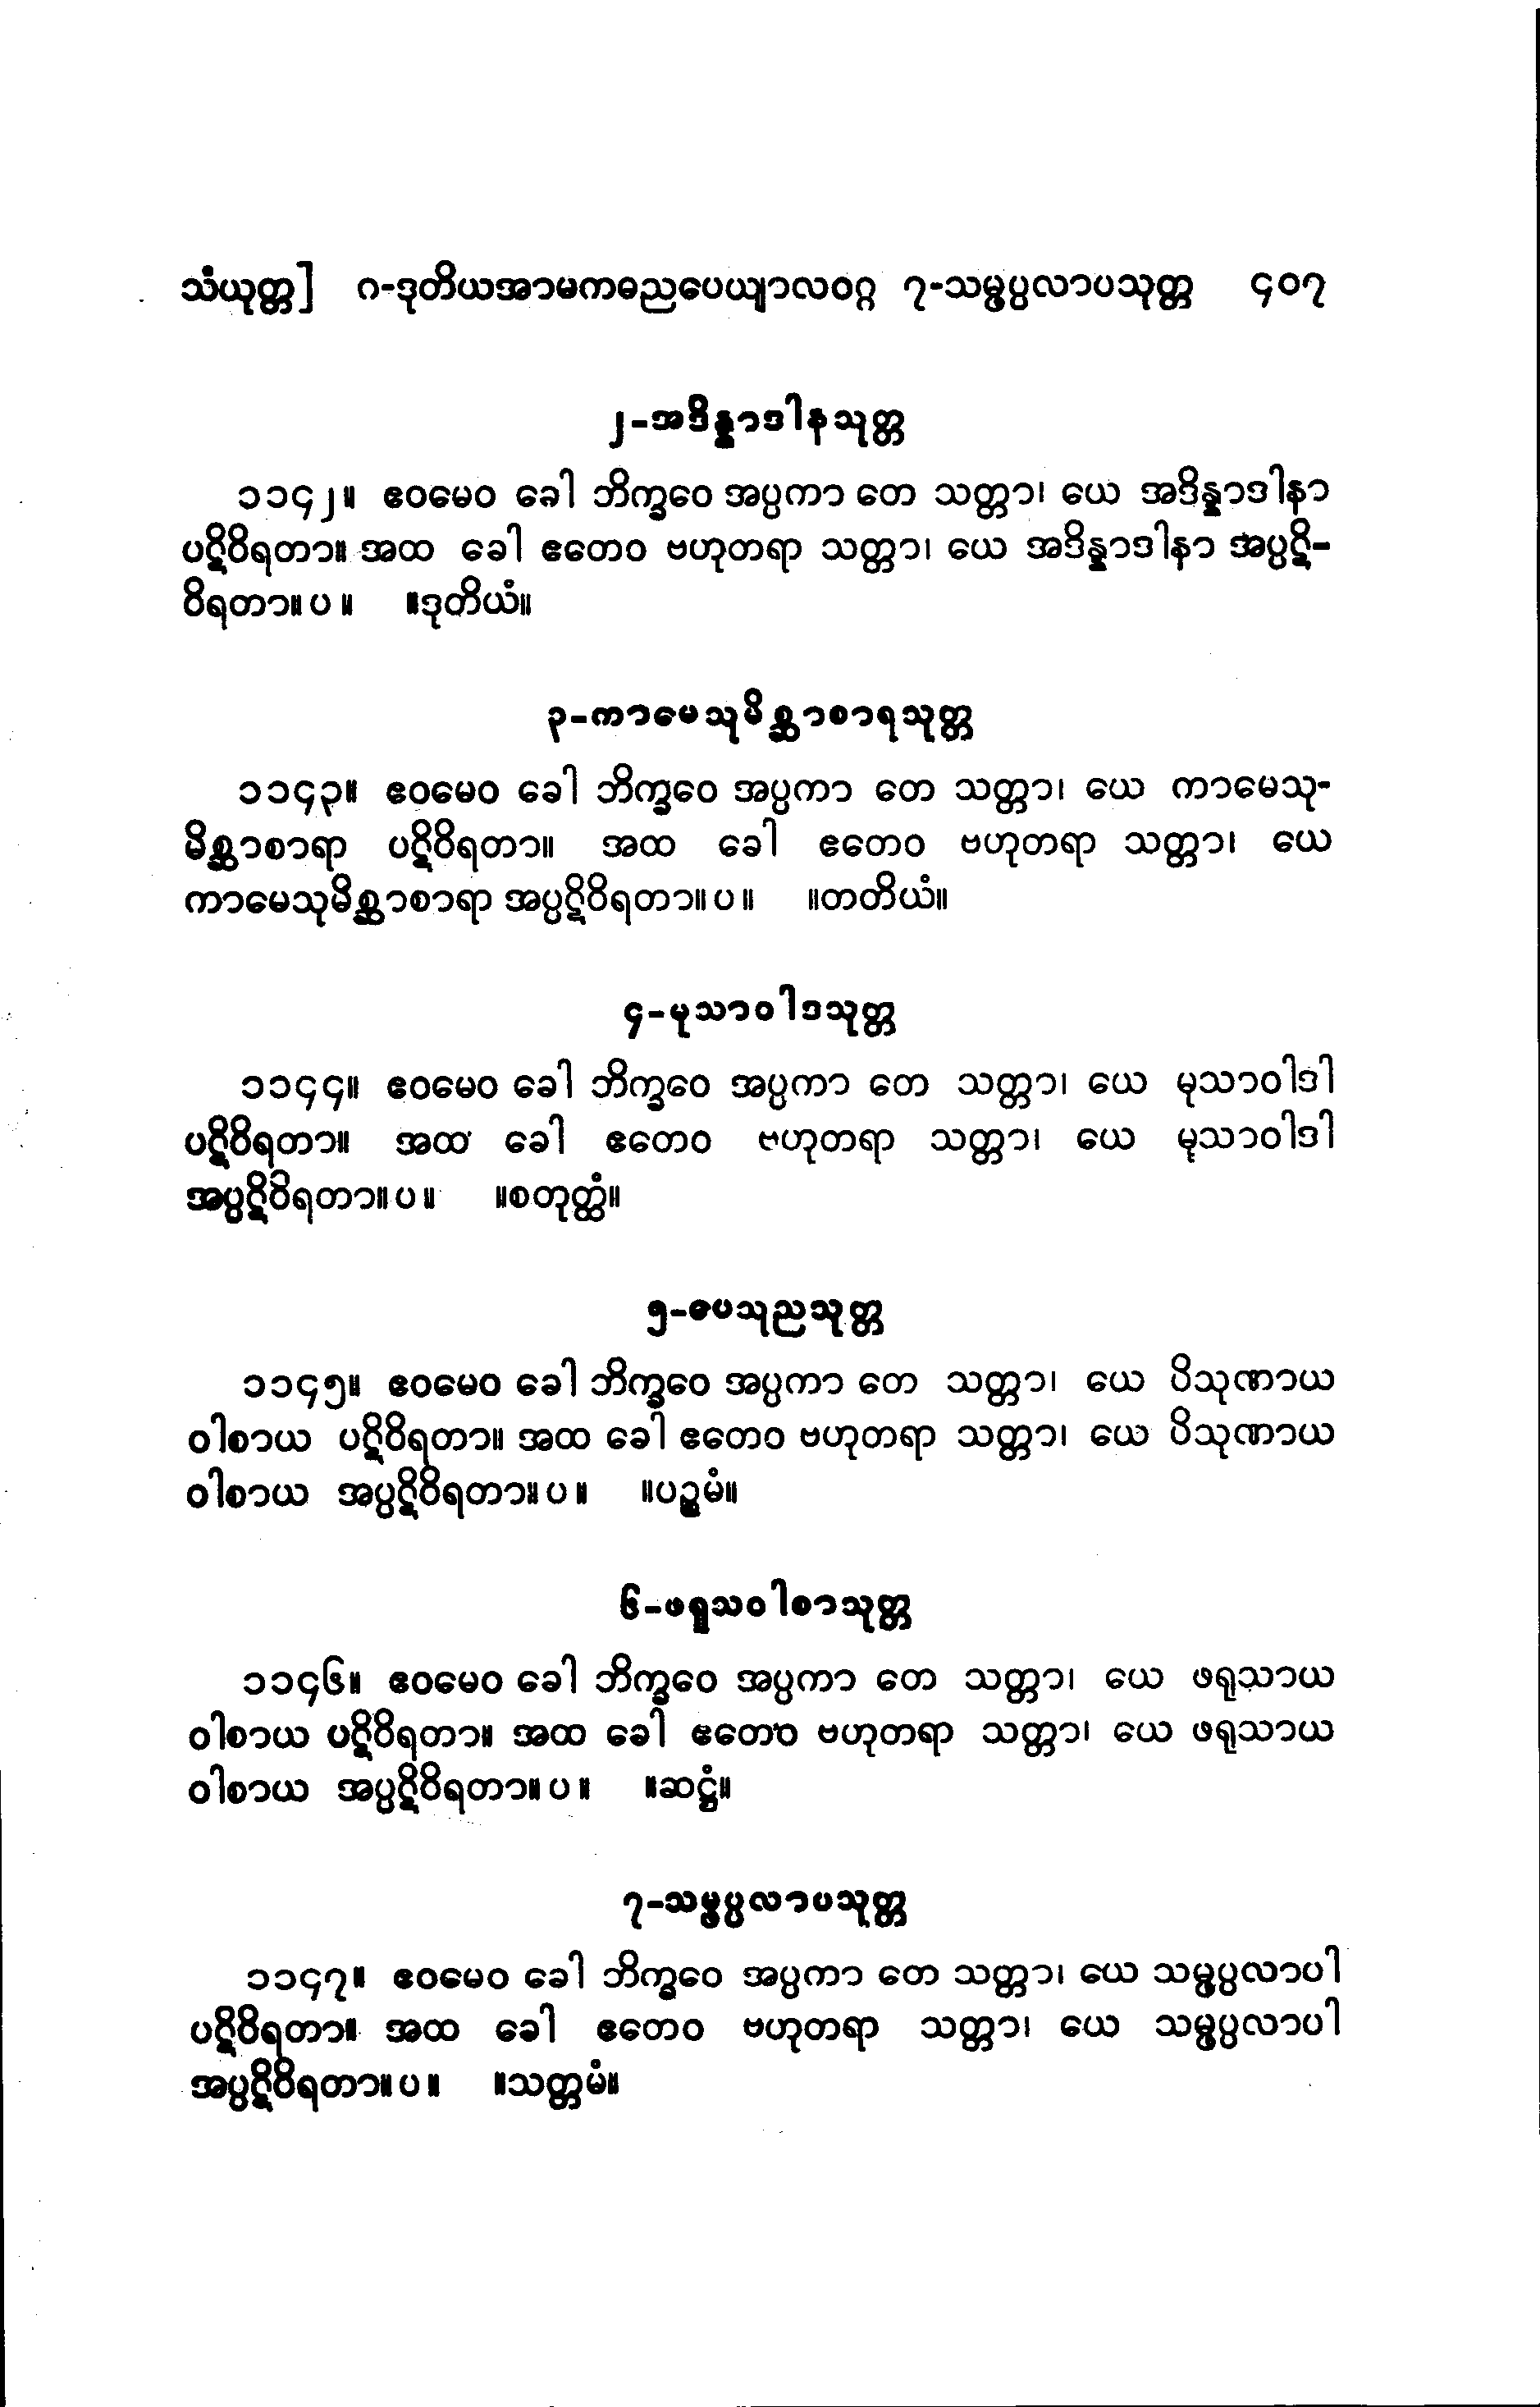 သံယုတ္တ] ဂ-ဒုတိယအာမကဓညပေယျာလဝဂ္ဂ ၇-သမ္ဖပ္ပလာပသုတ္တ ၄၀၇
၂-အဒိန္နာဒါနသုတ္တ
၁၁၄၂။ ဧဝမေဝ ခေါ ဘိက္ခဝေ အပ္ပကာ တေ သတ္တာ၊ ယေ အဒိန္နာဒါနာ
ပဋိဝိရတာ။ အထ ခေါ ဧတေဝ ဗဟုတရာ သတ္တာ၊ ယေ အဒိန္နာဒါနာ အပ္ပဋိ-
ဝိရတာ။ ပ ။ ။ဒုတိယံ။
၃-ကာမေသုမိစ္ဆာစာရသုတ္တ
၁၁၄၃။ ဧဝမေဝ ခေါ ဘိက္ခဝေ အပ္ပကာ တေ သတ္တာ၊ ယေ ကာမေသု-
မိစ္ဆာစာရာ ပဋိဝိရတာ။ အထ ခေါ ဧတေဝ ဗဟုတရာ သတ္တာ၊ ယေ
ကာမေသုမိစ္ဆာစာရာ အပ္ပဋိဝိရတာ။ ပ ။ ။တတိယံ။
၄-မုသာဝါဒသုတ္တ
၁၁၄၄။ ဧဝမေဝ ခေါ ဘိက္ခဝေ အပ္ပကာ တေ သတ္တာ၊ ယေ မုသာဝါဒါ
ပဋိဝိရတာ။ အထ ခေါ ဧတေဝ ဗဟုတရာ သတ္တာ၊ ယေ မုသာဝါဒါ
အပ္ပဋိဝိရတာ။ ပ ။ ။စတုတ္ထံ။
၅-ပေသုညသုတ္တ
၁၁၄၅။ ဧဝမေဝ ခေါ ဘိက္ခဝေ အပ္ပကာ တေ သတ္တာ၊ ယေ ပိသုဏာယ
ဝါစာယ ပဋိဝိရတာ။ အထ ခေါ ဧတေဝ ဗဟုတရာ သတ္တာ၊ ယေ ပိသုဏာယ
ဝါစာယ အပ္ပဋိဝိရတာ။ ပ ။ ။ပဉ္စမံ။
၆-ဖရုသဝါစာသုတ္တ
၁၁၄၆။ ဧဝမေဝ ခေါ ဘိက္ခဝေ အပ္ပကာ တေ သတ္တာ၊ ယေ ဖရုသာယ
ဝါစာယ ပဋိဝိရတာ။ အထ ခေါ ဧတေဝ ဗဟုတရာ သတ္တာ၊ ယေ ဖရုသာယ
ဝါစာယ အပ္ပဋိဝိရတာ။ ပ ။ ။ဆဋ္ဌံ။
၇-သမ္ဖပ္ပလာပသုတ္တ
၁၁၄၇။ ဧဝမေဝ ခေါ ဘိက္ခဝေ အပ္ပကာ တေ သတ္တာ၊ ယေ သမ္ဖပ္ပလာပါ
ပဋိဝိရတာ။ အထ ခေါ ဧတေဝ ဗဟုတရာ သတ္တာ၊ ယေ သမ္ဖပ္ပလာပါ
အပ္ပဋိဝိရတာ။ ပ ။ ။သတ္တမံ။